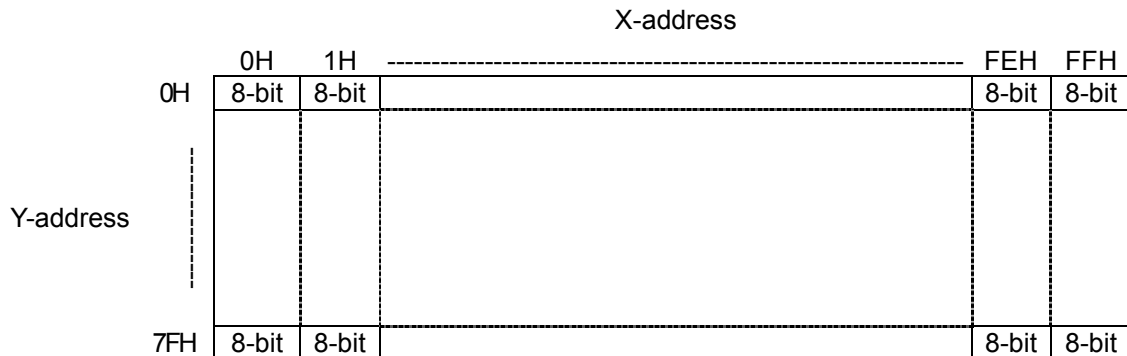 X-address
0H 1H FEH FFH
0H 8-bit 8-bit 8-bit 8-bit
Y-address
7FH 8-bit 8-bit 8-bit 8-bit